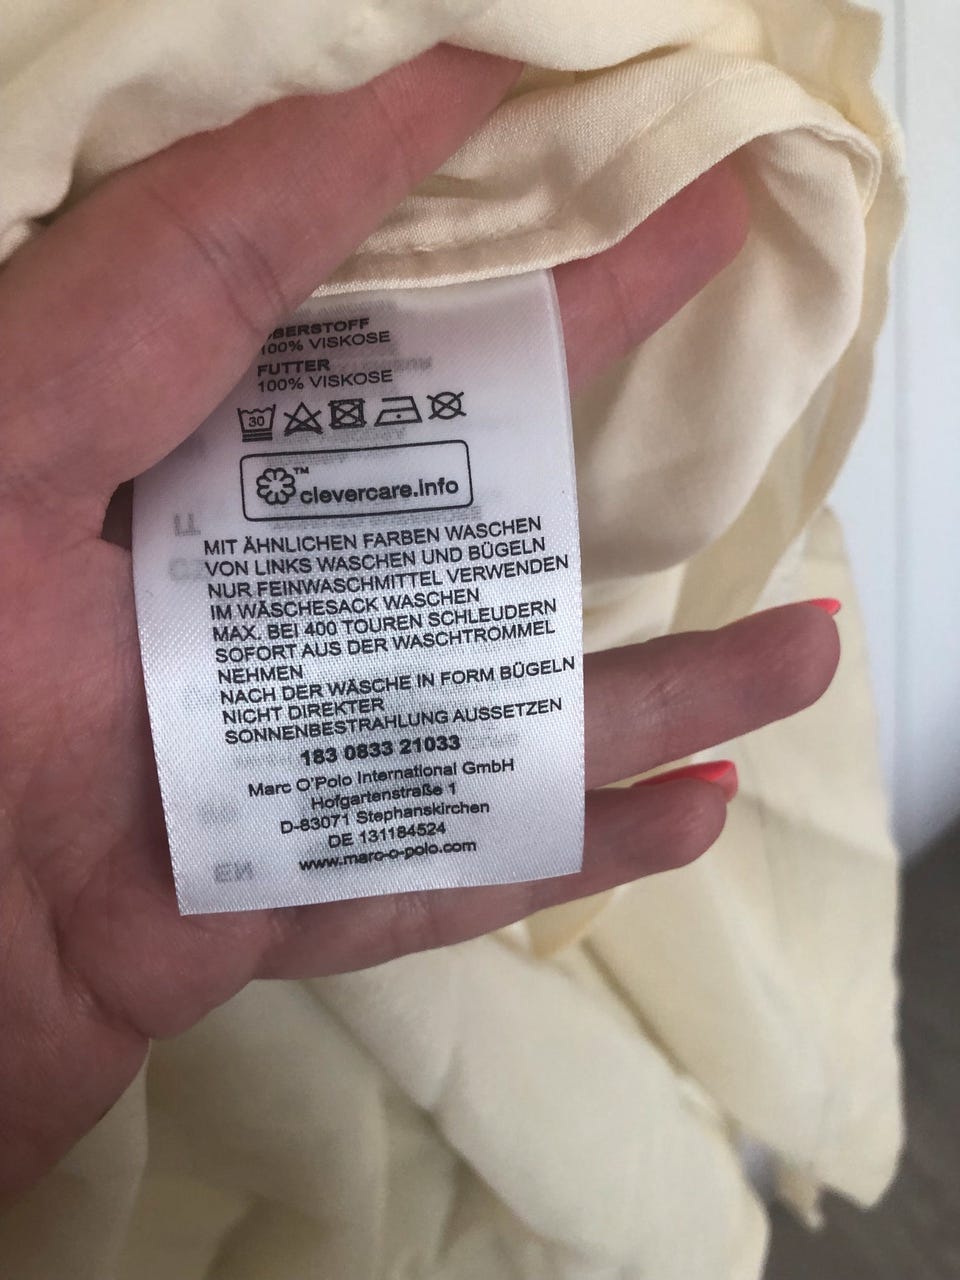 OBERSTOFF
100% VISKOSE
FUTTER
100% VISKOSE
30
™
clevercare.info
MIT ÄHNLICHEN FARBEN WASCHEN
VON LINKS WASCHEN UND BÜGELN
NUR FEINWASCHMITTEL VERWENDEN
IM WÄSCHESACK WASCHEN
MAX. BEI 400 TOUREN SCHLEUDERN
SOFORT AUS DER WASCHTROMMEL
NEHMEN
NACH DER WÄSCHE IN FORM BÜGELN
NICHT DIREKTER
SONNENBESTRAHLUNG AUSSETZEN
183 0833 21033
Marc O'Polo International GmbH
Hofgartenstraße 1
D-83071 Stephanskirchen
DE 131184524
www.marc-o-polo.com